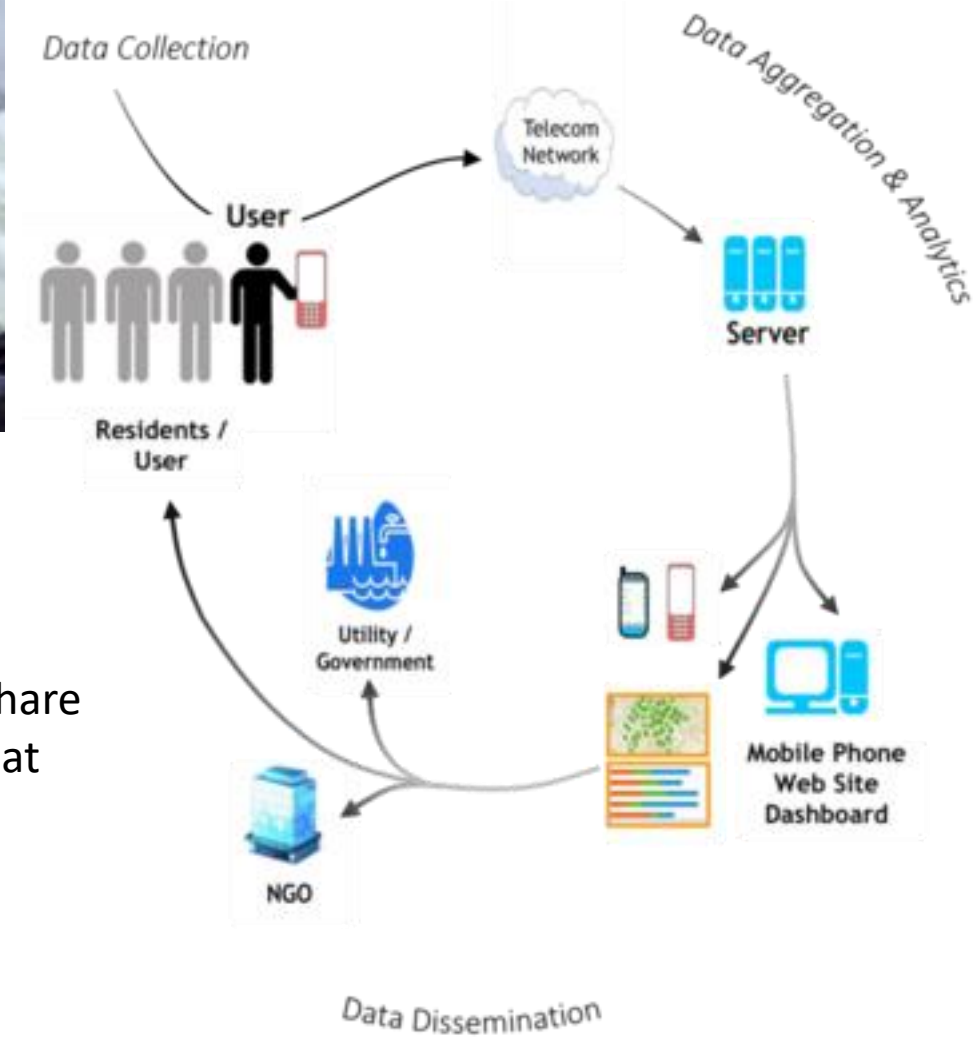 Data Collection
Data Aggregation & Analytics
Telecom
Network
User
Server
Residents /
User
Utility /
Government
hare
at
Mobile Phone
Web Site
Dashboard
NGO
Data Dissemination